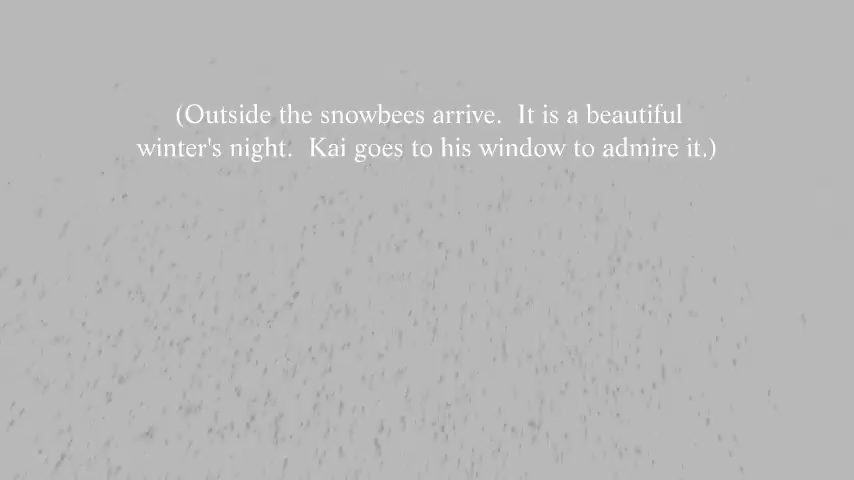 (Outside the snowbees arrive.  It is a beautiful
winter's night.  Kai goes to his window to admire it.)